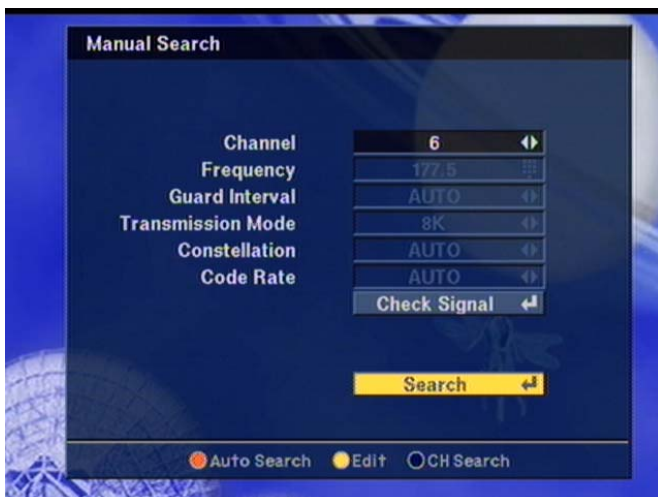 Manual Search
Channel 6
Frequency 177.5
Guard Interval AUTO
Transmission Mode 8K
Constellation AUTO
Code Rate AUTO
Check Signal
Search
Auto Search Edit CH Search